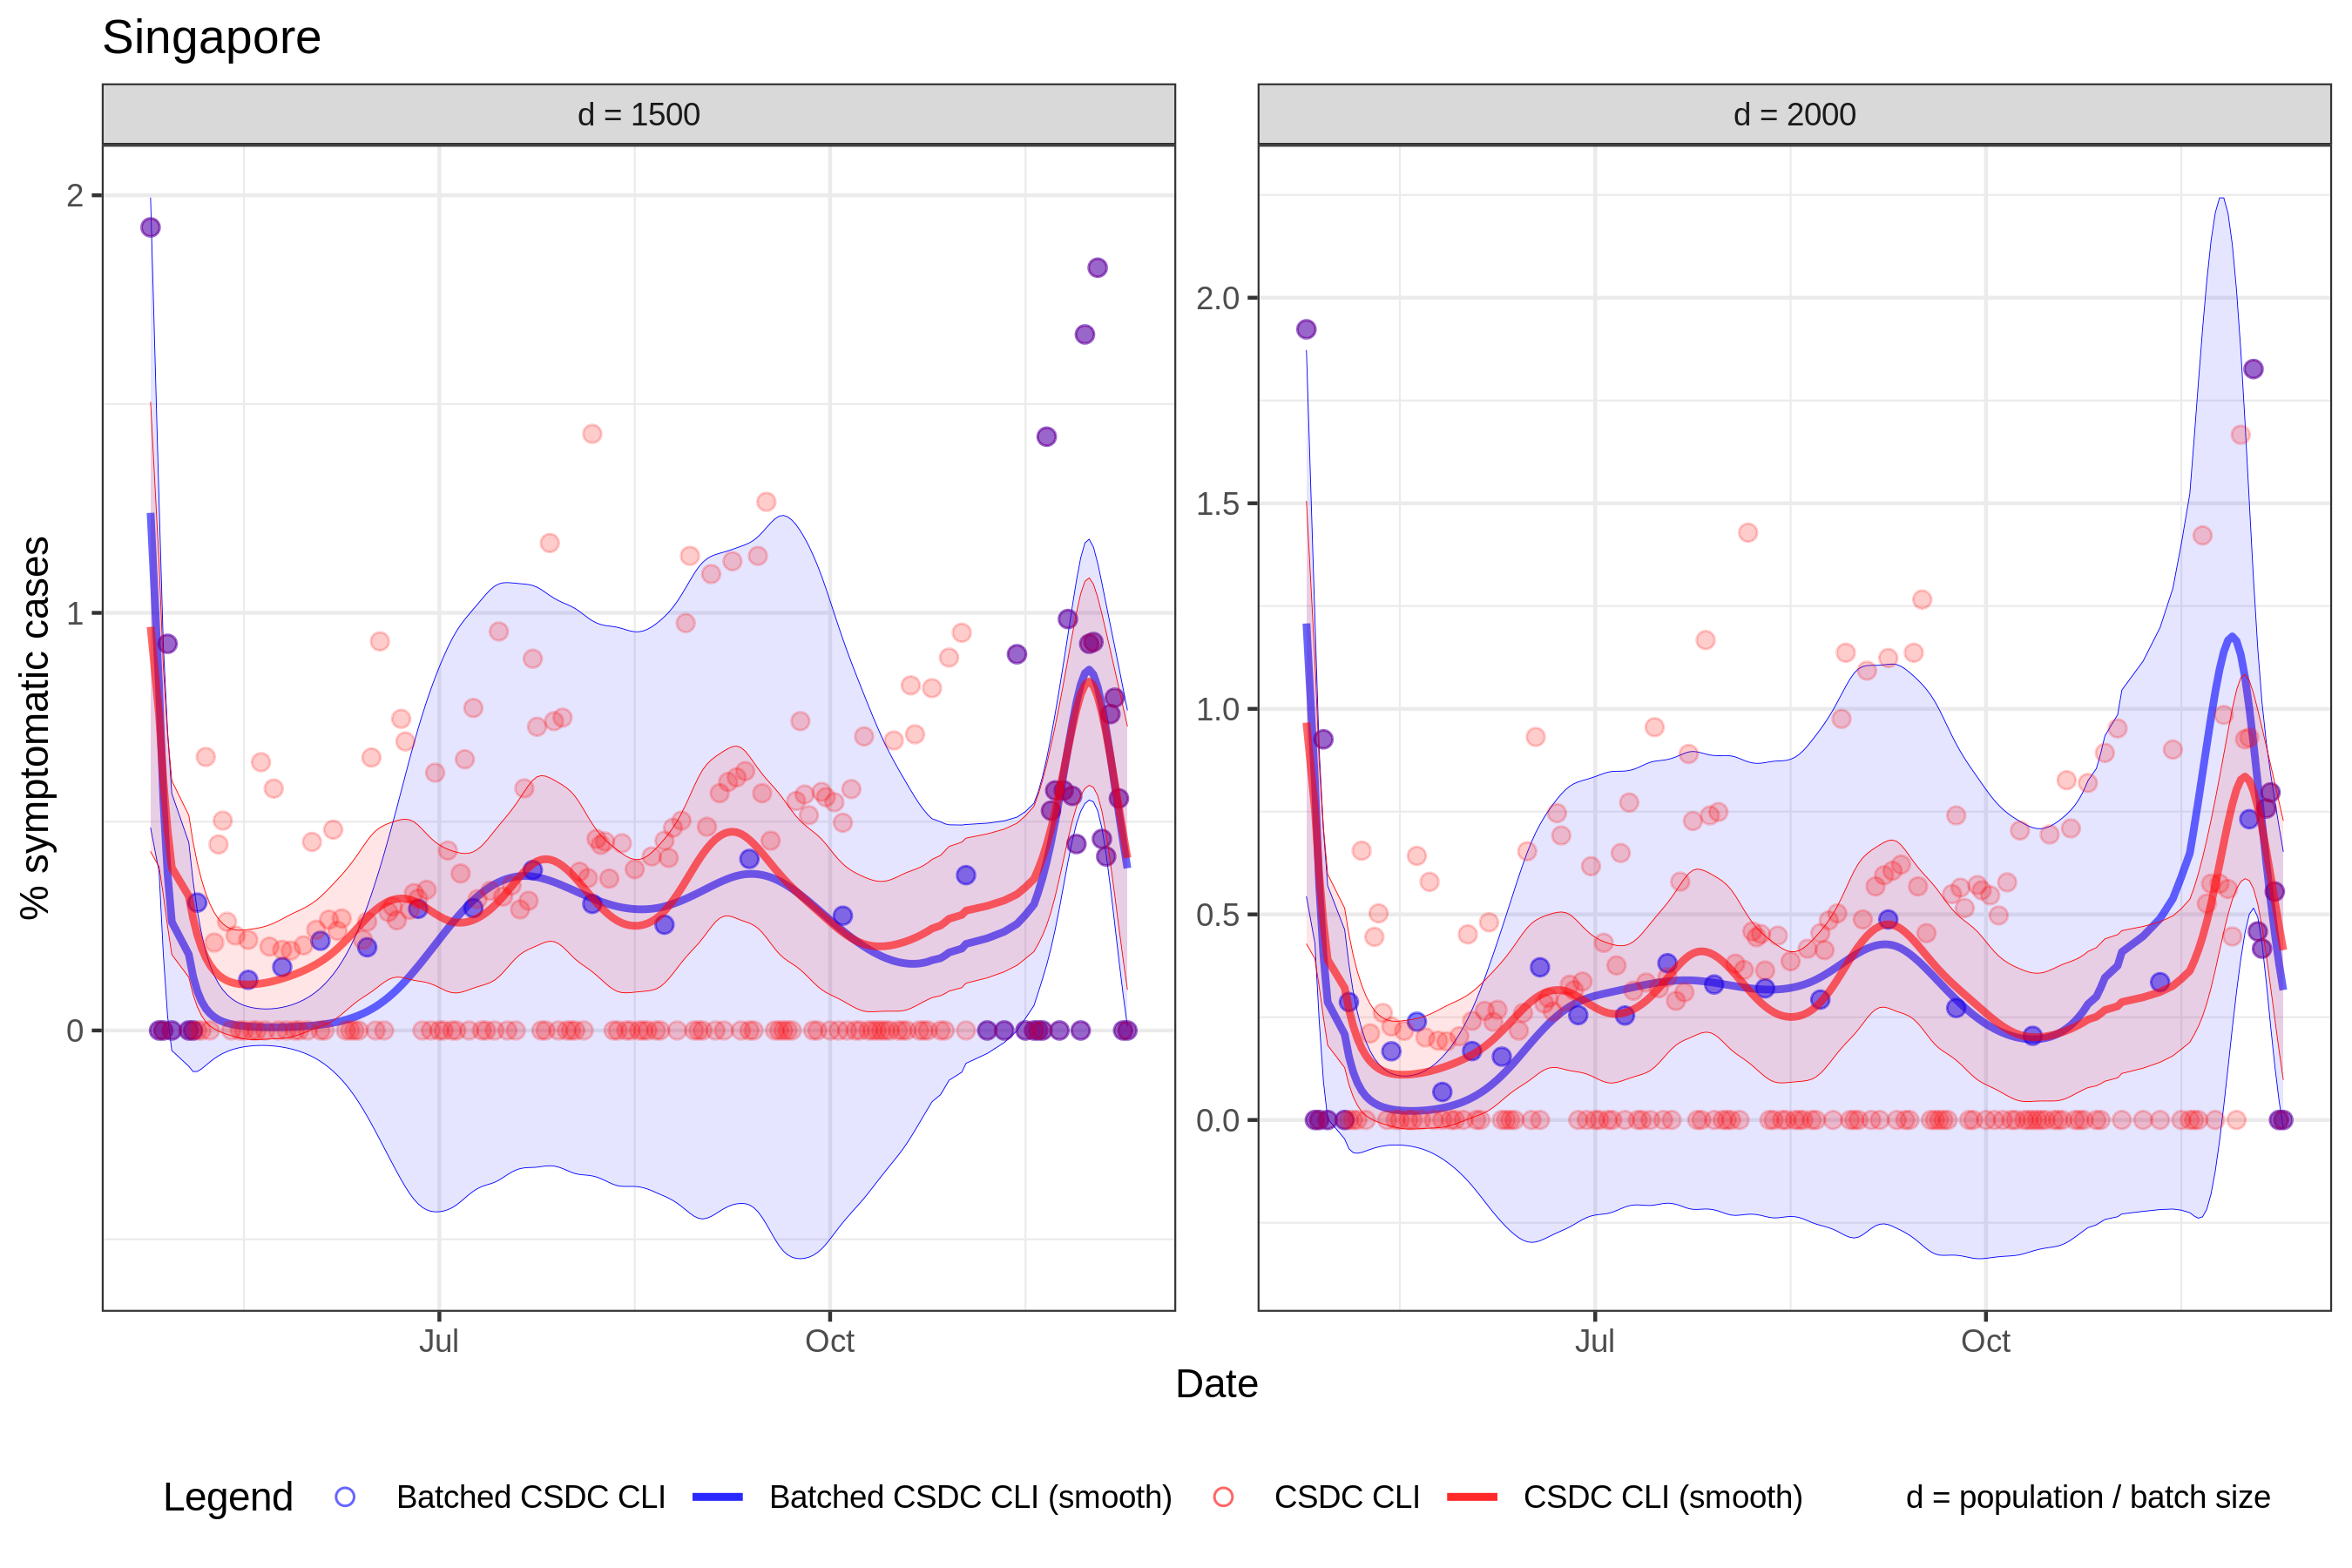 Singapore
d = 1500
d = 2000
% symptomatic cases
2
1
0
2.0
1.5
1.0
0.5
0.0
Jul
Oct
Jul
Oct
Date
Legend
Batched CSDC CLI
Batched CSDC CLI (smooth)
CSDC CLI
CSDC CLI (smooth)
d = population / batch size